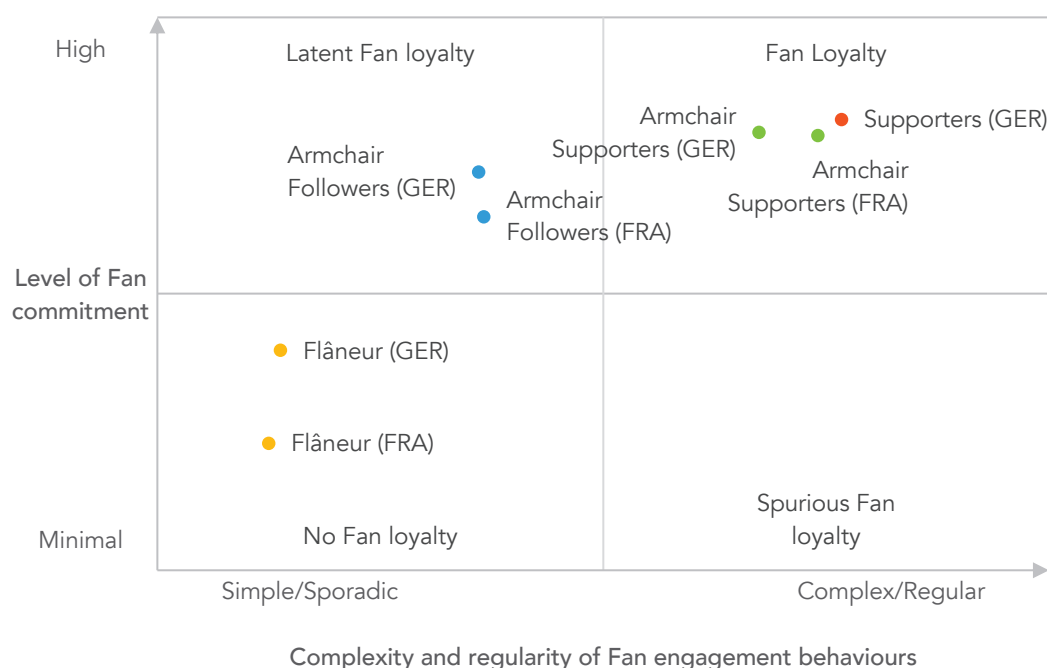 High
Latent Fan loyalty
Fan Loyalty
Armchair
Supporters (GER)
Supporters (GER)
Armchair
Supporters (FRA)
Armchair
Followers (GER)
Armchair
Followers (FRA)
Level of Fan
commitment
Flâneur (GER)
Flâneur (FRA)
Spurious Fan
loyalty
No Fan loyalty
Minimal
Simple/Sporadic
Complex/Regular
Complexity and regularity of Fan engagement behaviours